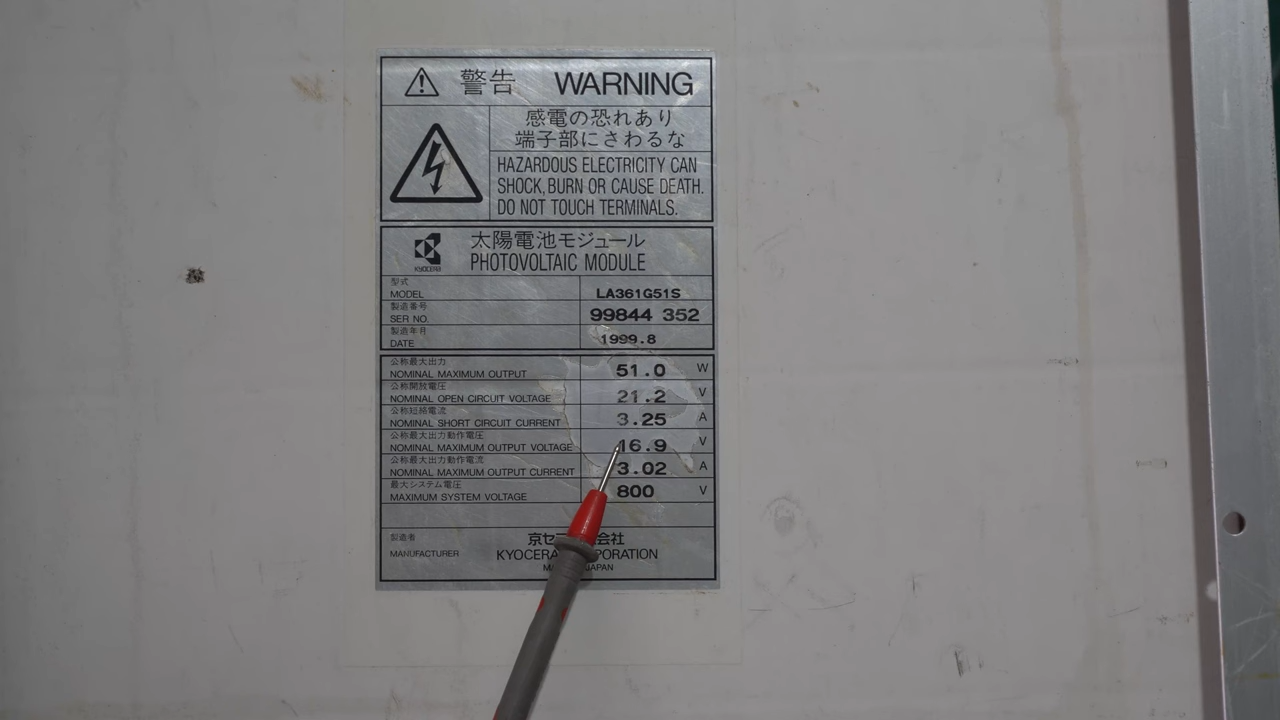 警告 WARNING
感電の恐れあり
端子部にさわるな
HAZARDOUS ELECTRICITY CAN
SHOCK, BURN OR CAUSE DEATH.
DO NOT TOUCH TERMINALS.
KYOCERA
太陽電池モジュール
PHOTOVOLTAIC MODULE
型式
MODEL LA361G51S
製造番号
SER NO. 99844 352
製造年月
DATE 1999.8
公称最大出力
NOMINAL MAXIMUM OUTPUT 51.0 W
公称開放電圧
NOMINAL OPEN CIRCUIT VOLTAGE 21.2 V
公称短絡電流
NOMINAL SHORT CIRCUIT CURRENT 3.25 A
公称最大出力動作電圧
NOMINAL MAXIMUM OUTPUT VOLTAGE 16.9 V
公称最大出力動作電流
NOMINAL MAXIMUM OUTPUT CURRENT 3.02 A
最大システム電圧
MAXIMUM SYSTEM VOLTAGE 800 V
製造者
MANUFACTURER KYOCERA
JAPAN